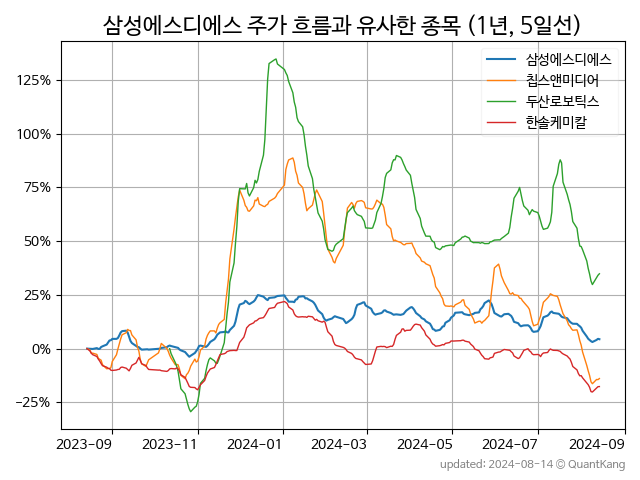 삼성에스디에스 주가 흐름과 유사한 종목 (1년, 5일선)
삼성에스디에스
칩스앤미디어
두산로보틱스
한솔케미칼
125%
100%
75%
50%
25%
0%
−25%
2023-09 2023-11 2024-01 2024-03 2024-05 2024-07 2024-09
updated: 2024-08-14 © QuantKang